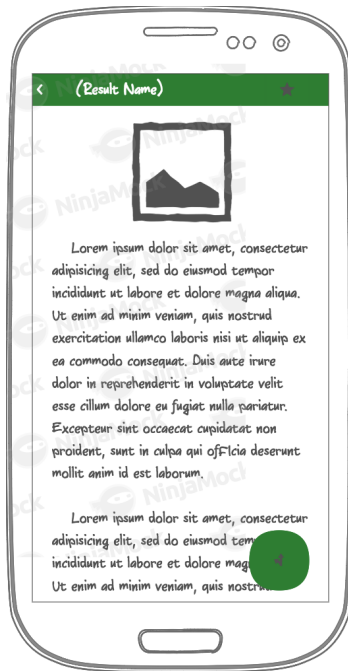 (Result Name)
Lorem ipsum dolor sit amet, consectetur
adipisicing elit, sed do eiusmod tempor
incididunt ut labore et dolore magna aliqua.
Ut enim ad minim veniam, quis nostrud
exercitation ullamco laboris nisi ut aliquip ex
ea commodo consequat. Duis aute irure
dolor in reprehenderit in voluptate velit
esse cillum dolore eu fugiat nulla pariatur.
Excepteur sint occaecat cupidatat non
proident, sunt in culpa qui officia deserunt
mollit anim id est laborum.
Lorem ipsum dolor sit amet, consectetur
adipisicing elit, sed do eiusmod tem
incididunt ut labore et dolore mag
Ut enim ad minim veniam, quis nostru
NinjaMock